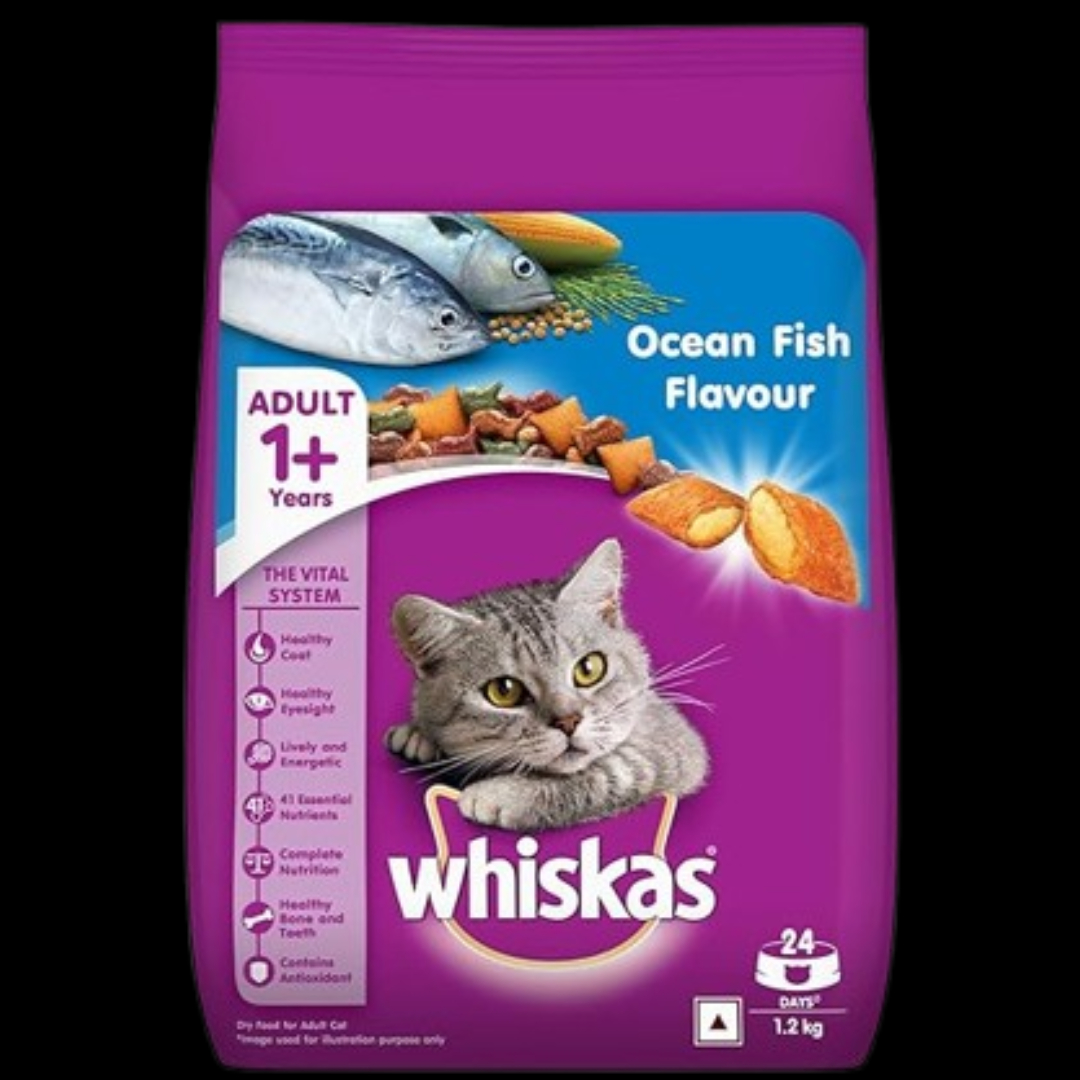 Ocean Fish
Flavour
ADULT
1+
Years
THE VITAL
SYSTEM
Healthy
Coat
Healthy
Eyesight
Lively and
Energetic
41
41 Essential
Nutrients
Complete
Nutrition
Healthy
Bone and
Teeth
Contains
Antioxidant
whiskas®
24
DAYS
1.2 kg
Dry Food for Adult Cat
*Image used for illustration purpose only